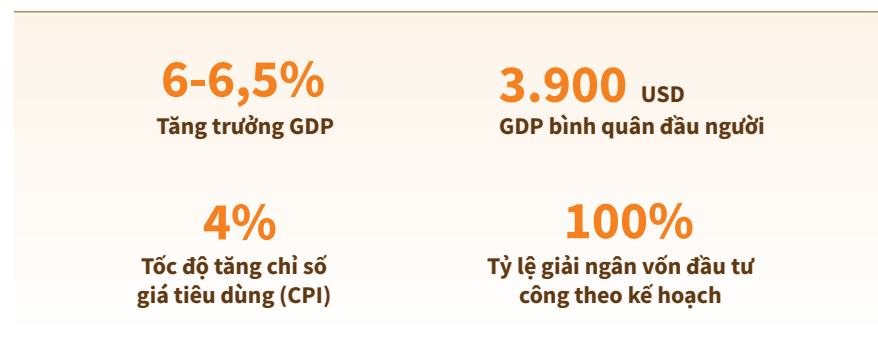 6-6,5%
Tăng trưởng GDP
3.900 USD
GDP bình quân đầu người
4%
Tốc độ tăng chỉ số
giá tiêu dùng (CPI)
100%
Tỷ lệ giải ngân vốn đầu tư
công theo kế hoạch